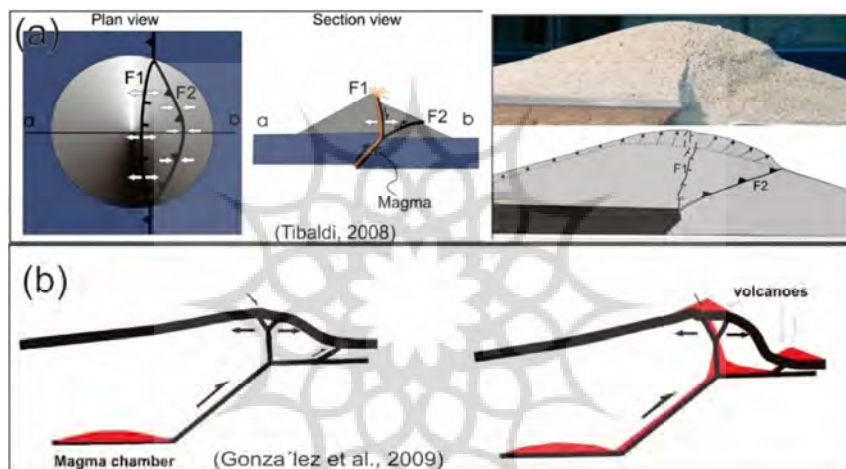 (a)
Plan view
Section view
F1
F2
a
b
F1
F2
a
b
Magma
(Tibaldi, 2008)
F1
F2
(b)
volcanoes
Magma chamber
(Gonza´lez et al., 2009)